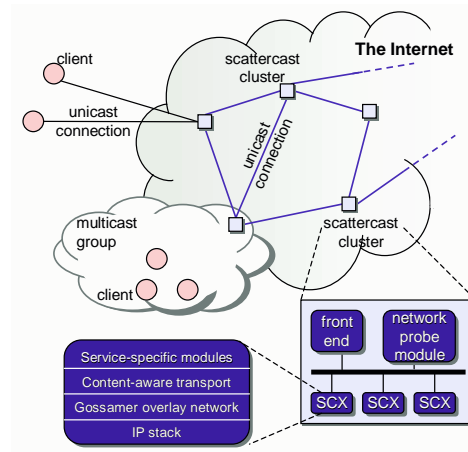 client
scattercast
cluster
The Internet
unicast
connection
unicast
connection
multicast
group
client
scattercast
cluster
front
end
network
probe
module
SCX
SCX
SCX
Service-specific modules
Content-aware transport
Gossamer overlay network
IP stack